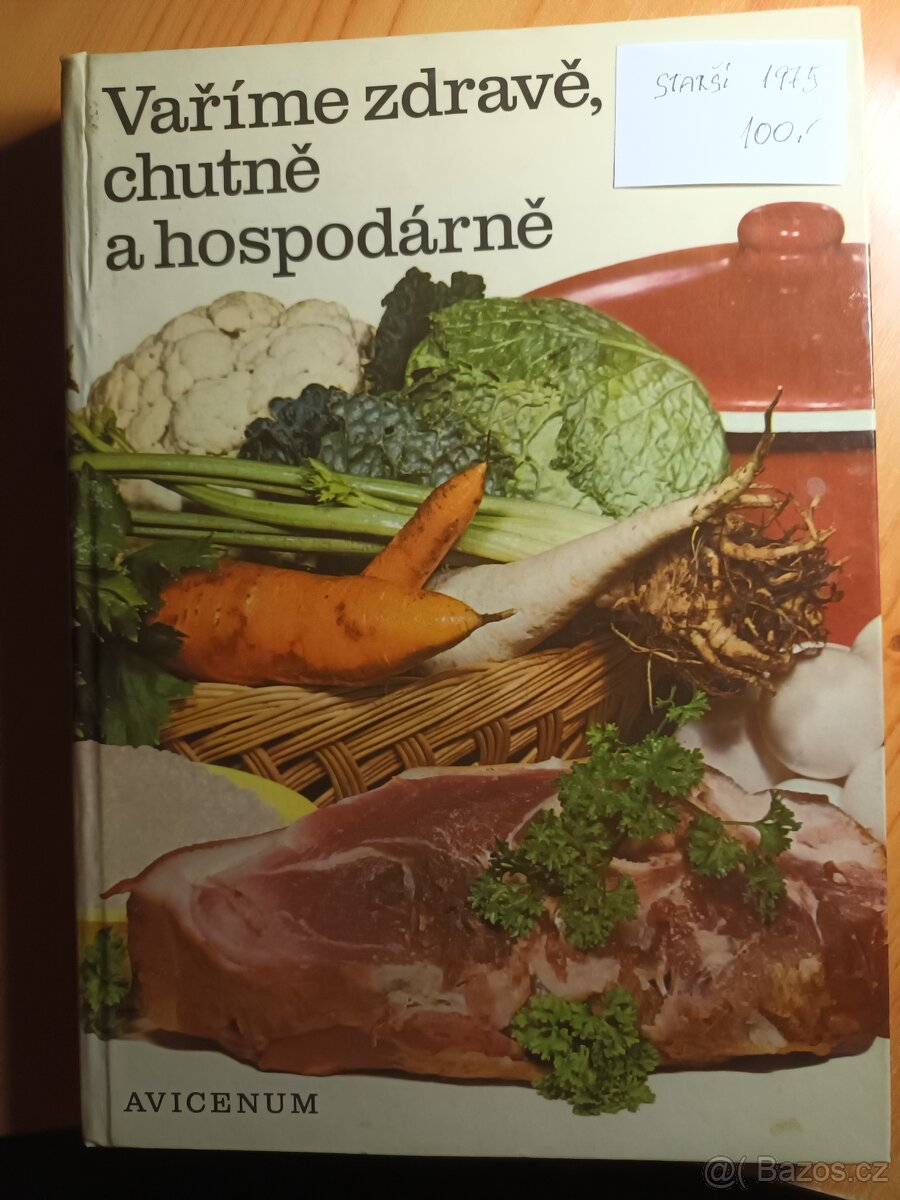 Vaříme zdravě,
chutně
a hospodárně
STARŠÍ 1975
100,-
AVICENUM
@( Bazos.cz